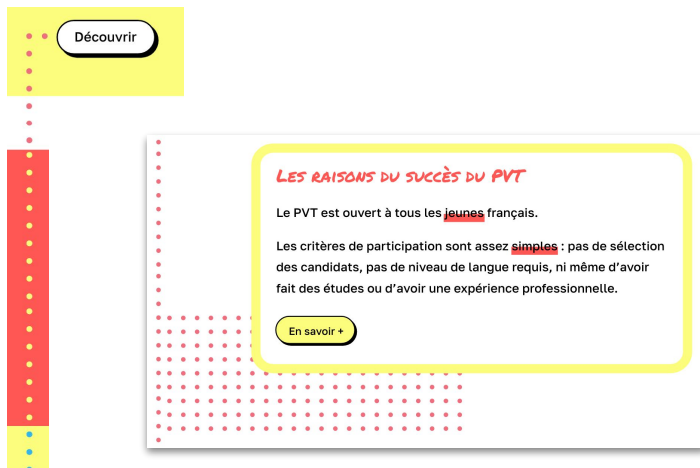 Découvrir
Les raisons du succès du PVT
Le PVT est ouvert à tous les jeunes français.
Les critères de participation sont assez simples : pas de sélection
des candidats, pas de niveau de langue requis, ni même d’avoir
fait des études ou d’avoir une expérience professionnelle.
En savoir +